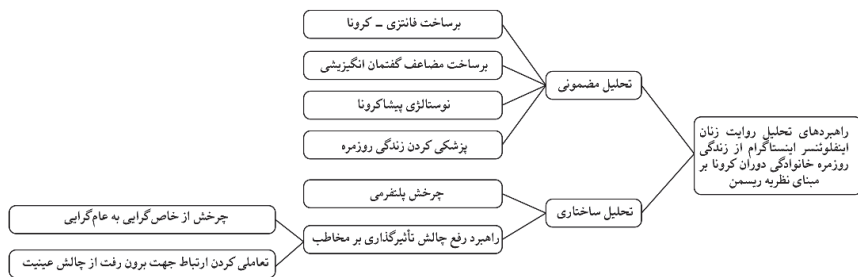 راهبردهای تحلیل روایت زنان
اینفلوئنسر اینستاگرام از زندگی
روزمره خانوادگی دوران کرونا بر
مبنای نظریه ریسمن
تحلیل مضمونی
برساخت فانتزی – کرونا
برساخت مضاعف گفتمان انگیزیشی
نوستالژی پیشاکرونا
پزشکی کردن زندگی روزمره
تحلیل ساختاری
چرخش پلتفرمی
راهبرد رفع چالش تأثیرگذاری بر مخاطب
چرخش از خاص‌گرایی به عام‌گرایی
تعاملی کردن ارتباط جهت برون رفت از چالش عینیت